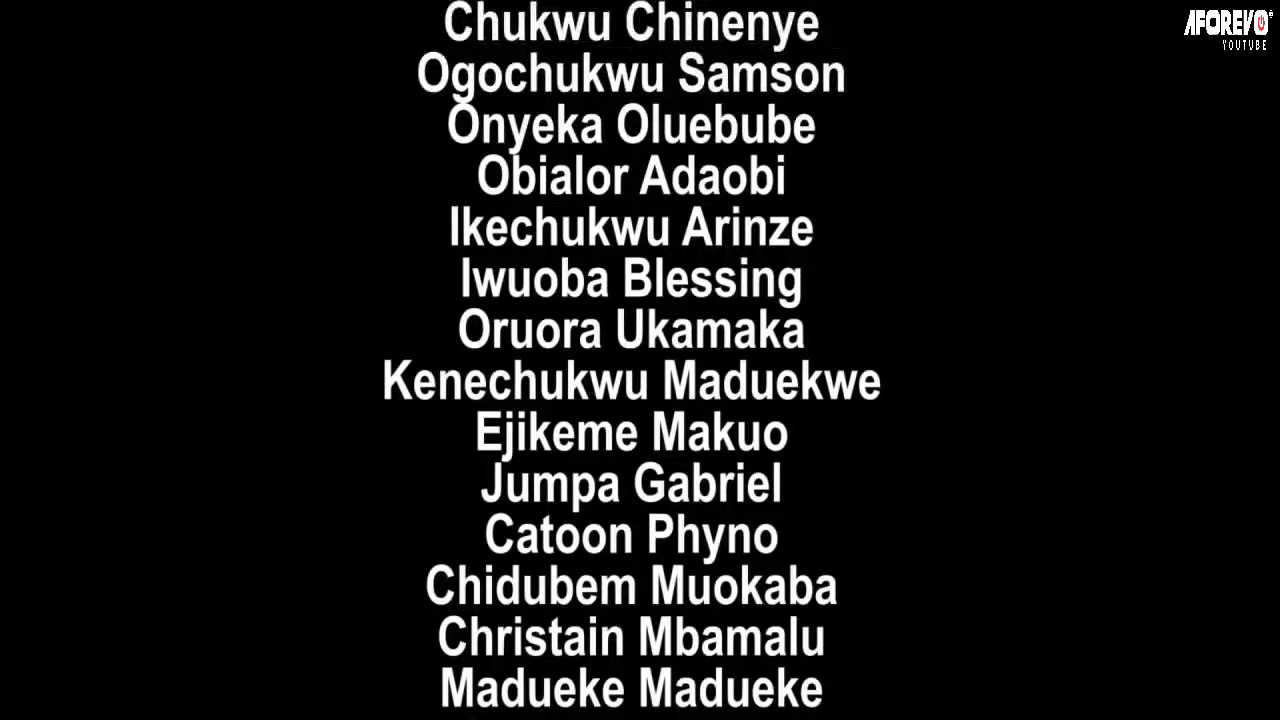 Chukwu Chinenye
AFOREVO
YOUTUBE
Ogochukwu Samson
Onyeka Oluebube
Obialor Adaobi
Ikechukwu Arinze
Iwuoba Blessing
Oruora Ukamaka
Kenechukwu Maduekwe
Ejikeme Makuo
Jumpa Gabriel
Catoon Phyno
Chidubem Muokaba
Christain Mbamalu
Madueke Madueke